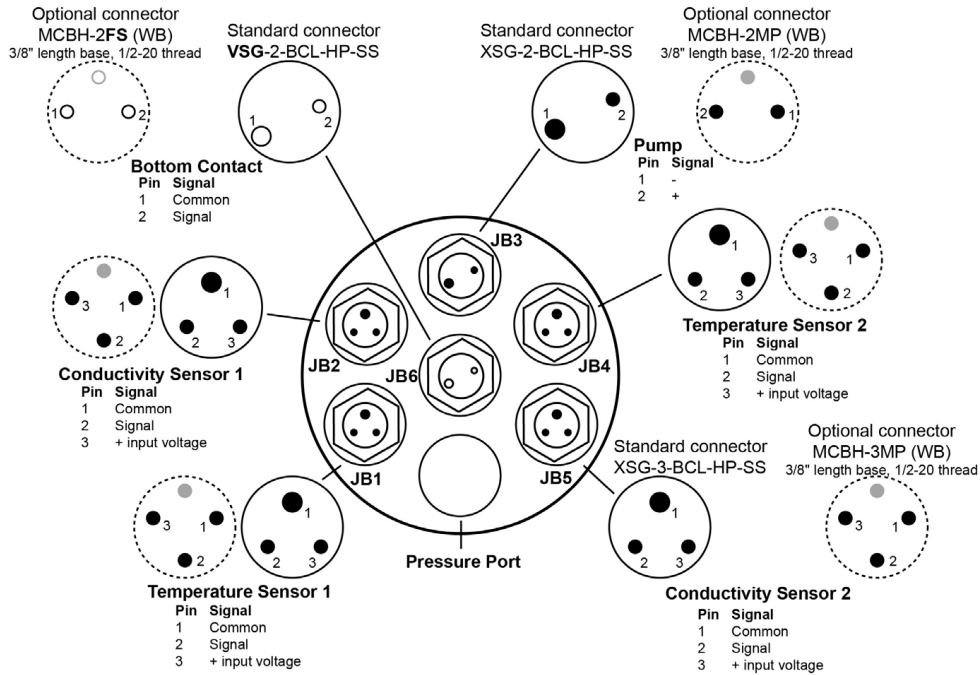 Optional connector
MCBH-2FS (WB)
3/8" length base, 1/2-20 thread
1
2
Standard connector
VSG-2-BCL-HP-SS
1
2
Standard connector
XSG-2-BCL-HP-SS
1
2
Optional connector
MCBH-2MP (WB)
3/8" length base, 1/2-20 thread
2
1
Bottom Contact
Pin Signal
1 Common
2 Signal
Pump
Pin Signal
1 -
2 +
JB3
JB2
JB6
JB4
JB1
JB5
Pressure Port
3
1
2
1
2
3
Conductivity Sensor 1
Pin Signal
1 Common
2 Signal
3 + input voltage
1
2
3
3
1
2
Temperature Sensor 2
Pin Signal
1 Common
2 Signal
3 + input voltage
3
1
2
1
2
3
Temperature Sensor 1
Pin Signal
1 Common
2 Signal
3 + input voltage
Standard connector
XSG-3-BCL-HP-SS
1
2
3
Optional connector
MCBH-3MP (WB)
3/8" length base, 1/2-20 thread
3
1
2
Conductivity Sensor 2
Pin Signal
1 Common
2 Signal
3 + input voltage